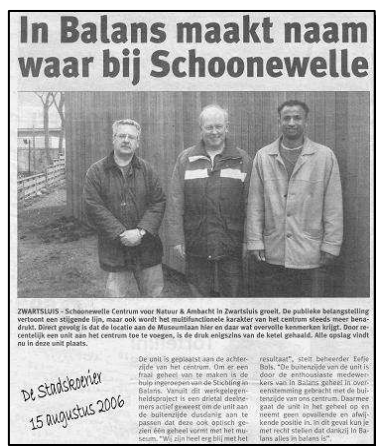 In Balans maakt naam
waar bij Schoonewelle
ZWARTSLUIS - Schoonewelle Centrum voor Natuur & Ambacht in Zwartsluis groeit. De publieke belangstelling
vertoont een stijgende lijn, maar ook wordt het multifunctionele karakter van het centrum steeds meer bena-
drukt. Direct gevolg is dat de locatie aan de Museumlaan hier en daar wat overvolle kenmerken krijgt. Door re-
centelijk een unit aan het centrum toe te voegen, is de druk enigszins van de ketel gehaald. Alle opslag vindt
nu in deze unit plaats.
De unit is geplaatst aan de achter-
zijde van het centrum. Om er een
fraai geheel van te maken is de
hulp ingeroepen van de Stichting in
Balans. Vanuit dit werkgelegen-
heidsproject is een drietal deelne-
mers actief geweest om de unit aan
de buitenzijde dusdanig aan te
passen dat deze ook optisch ge-
zien één geheel vormt met het mu-
seum. "Wij zijn heel erg blij met het
resultaat", stelt beheerder Eefje
Bols. "De buitenzijde van de unit is
door de enthousiaste medewer-
kers van in Balans geheel in over-
eenstemming gebracht met de bui-
tenzijde van ons centrum. Daarmee
gaat de unit in het geheel op en
neemt geen opvallende en afwij-
kende positie in. In dit geval kun je
met recht stellen dat dankzij in Ba-
lans alles in balans is".
De Stadskoerier
15 augustus 2006